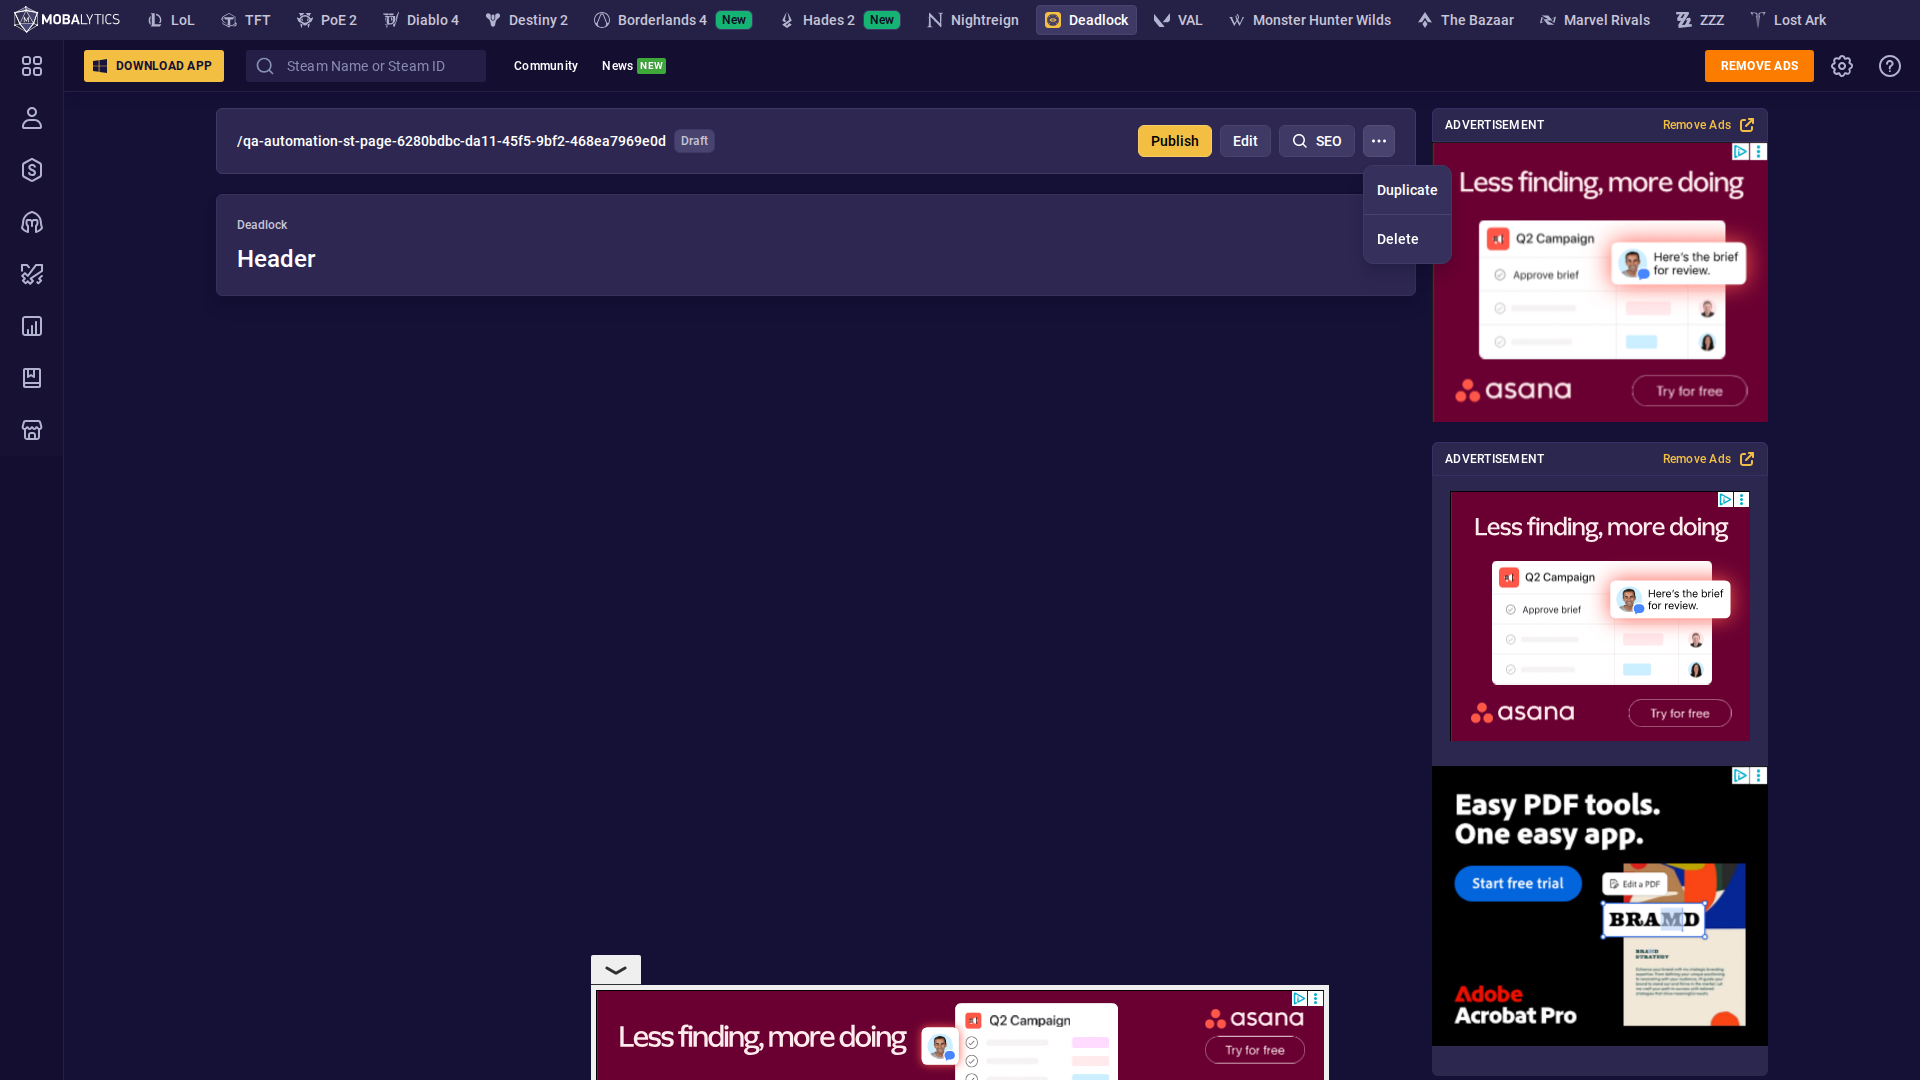 MOBALYTICS LoL TFT PoE 2 Diablo 4 Destiny 2 Borderlands 4 New Hades 2 New Nightreign Deadlock VAL Monster Hunter Wilds The Bazaar Marvel Rivals ZZZ Lost Ark
DOWNLOAD APP Steam Name or Steam ID Community News NEW REMOVE ADS
/qa-automation-st-page-6280bdbc-da11-45f5-9bf2-468ea7969e0d Draft Publish Edit SEO
Duplicate
Delete
Deadlock
Header
ADVERTISEMENT Remove Ads
Less finding, more doing
Q2 Campaign
Here's the brief
for review.
Approve brief
asana Try for free
ADVERTISEMENT Remove Ads
Less finding, more doing
Q2 Campaign
Here's the brief
for review.
Approve brief
asana Try for free
Easy PDF tools.
One easy app.
Start free trial
Edit a PDF
BRAMD
BRAND
STRATEGY
Adobe
Acrobat Pro
Less finding, more doing
Q2 Campaign
asana
Try for free